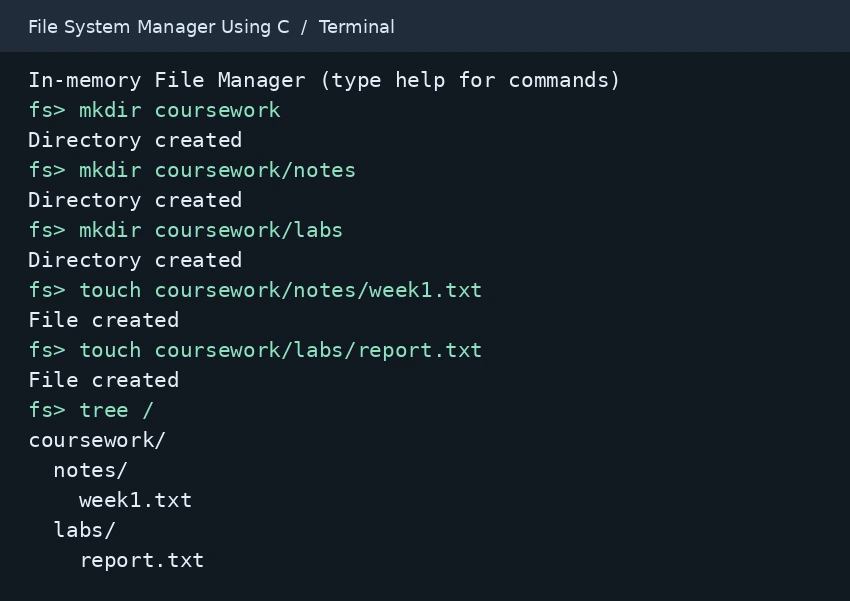 File System Manager Using C / Terminal
In-memory File Manager (type help for commands)
fs> mkdir coursework
Directory created
fs> mkdir coursework/notes
Directory created
fs> mkdir coursework/labs
Directory created
fs> touch coursework/notes/week1.txt
File created
fs> touch coursework/labs/report.txt
File created
fs> tree /
coursework/
  notes/
    week1.txt
  labs/
    report.txt